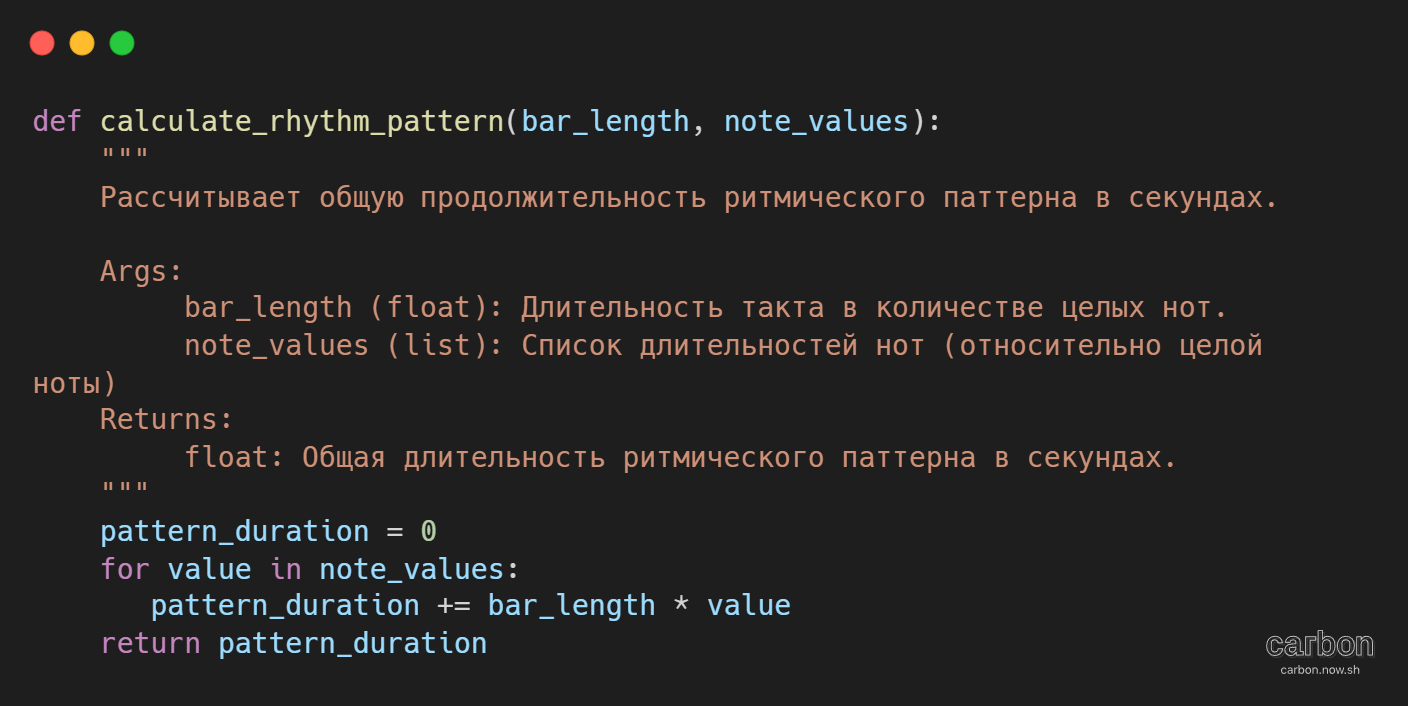 def calculate_rhythm_pattern(bar_length, note_values):
    """
    Рассчитывает общую продолжительность ритмического паттерна в секундах.

    Args:
         bar_length (float): Длительность такта в количестве целых нот.
         note_values (list): Список длительностей нот (относительно целой
ноты)
    Returns:
         float: Общая длительность ритмического паттерна в секундах.
    """
    pattern_duration = 0
    for value in note_values:
       pattern_duration += bar_length * value
    return pattern_duration
carbon
carbon.now.sh